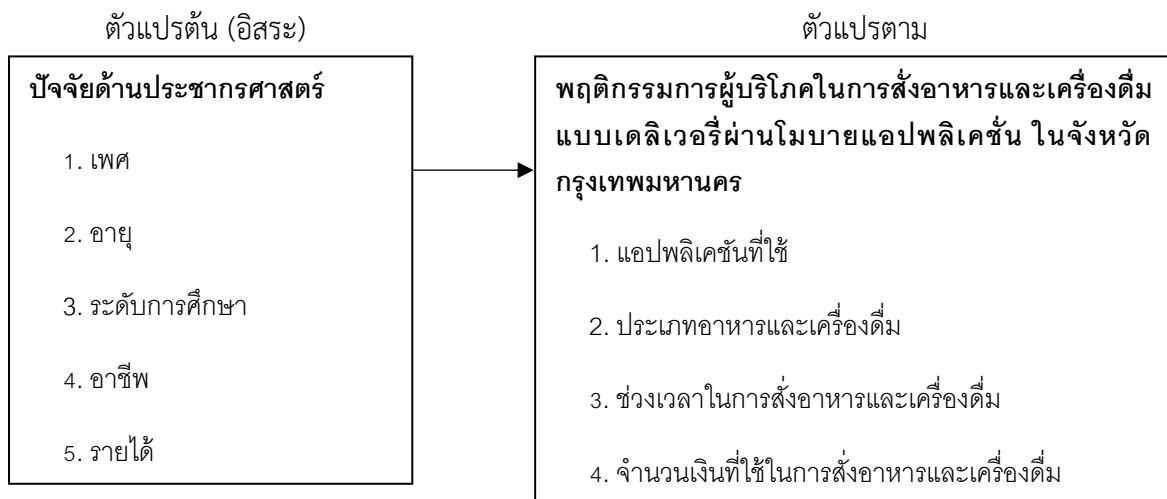 ตัวแปรต้น (อิสระ)
ปัจจัยด้านประชากรศาสตร์
1. เพศ
2. อายุ
3. ระดับการศึกษา
4. อาชีพ
5. รายได้
ตัวแปรตาม
พฤติกรรมการผู้บริโภคในการสั่งอาหารและเครื่องดื่ม
แบบเดลิเวอรี่ผ่านโมบายแอปพลิเคชั่น ในจังหวัด
กรุงเทพมหานคร
1. แอปพลิเคชันที่ใช้
2. ประเภทอาหารและเครื่องดื่ม
3. ช่วงเวลาในการสั่งอาหารและเครื่องดื่ม
4. จำนวนเงินที่ใช้ในการสั่งอาหารและเครื่องดื่ม